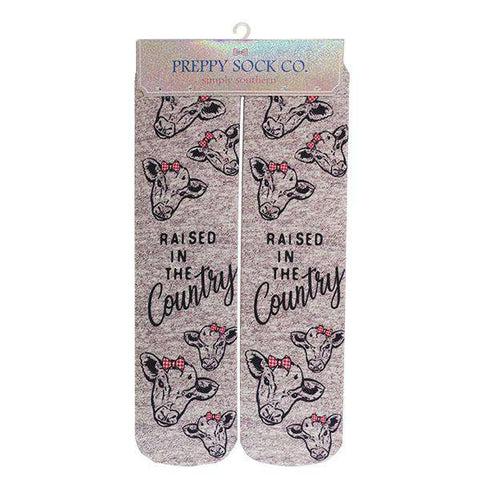 PREPPY SOCK CO.
simply southern
RAISED
IN
THE
Country
RAISED
IN
THE
Country